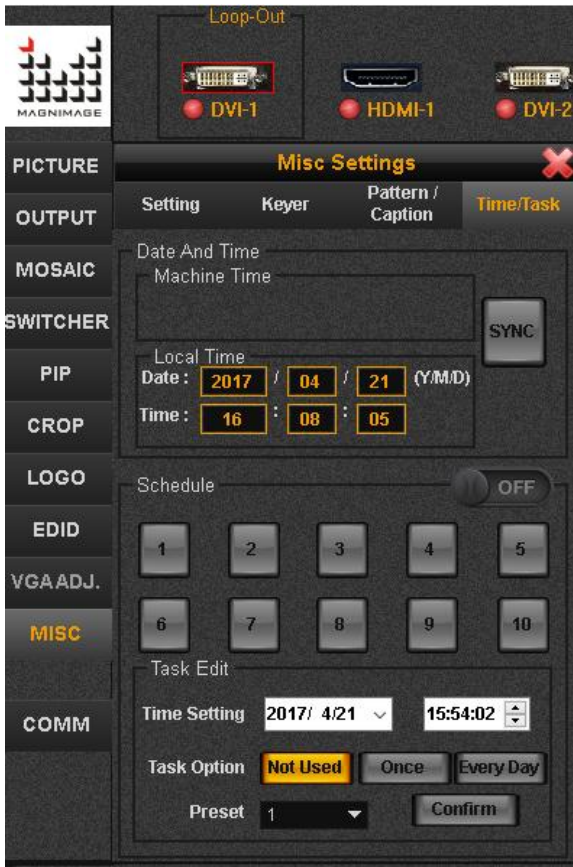 Loop-Out
MAGNIMAGE
DVI-1
HDMI-1
DVI-2
PICTURE
OUTPUT
MOSAIC
SWITCHER
PIP
CROP
LOGO
EDID
VGA ADJ.
MISC
COMM
Misc Settings
Setting
Keyer
Pattern /
Caption
Time/Task
Date And Time
Machine Time
SYNC
Local Time
Date : 2017 / 04 / 21 (Y/M/D)
Time : 16 : 08 : 05
Schedule
OFF
1 2 3 4 5
6 7 8 9 10
Task Edit
Time Setting 2017/ 4/21 15:54:02
Task Option Not Used Once Every Day
Preset 1 Confirm